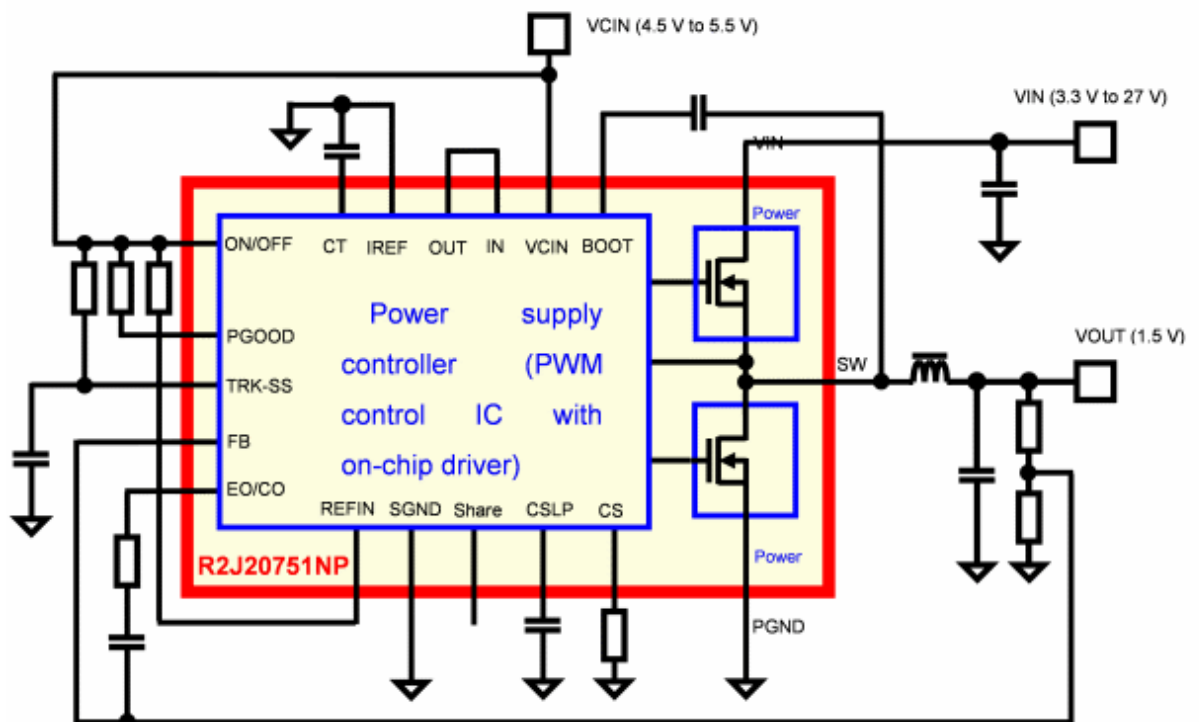 VCIN (4.5 V to 5.5 V)
VIN (3.3 V to 27 V)
VIN
Power
ON/OFF
CT
IREF
OUT
IN
VCIN
BOOT
Power supply
controller (PWM
control IC with
on-chip driver)
PGOOD
TRK-SS
FB
EO/CO
SW
VOUT (1.5 V)
REFIN
SGND
Share
CSLP
CS
R2J20751NP
Power
PGND